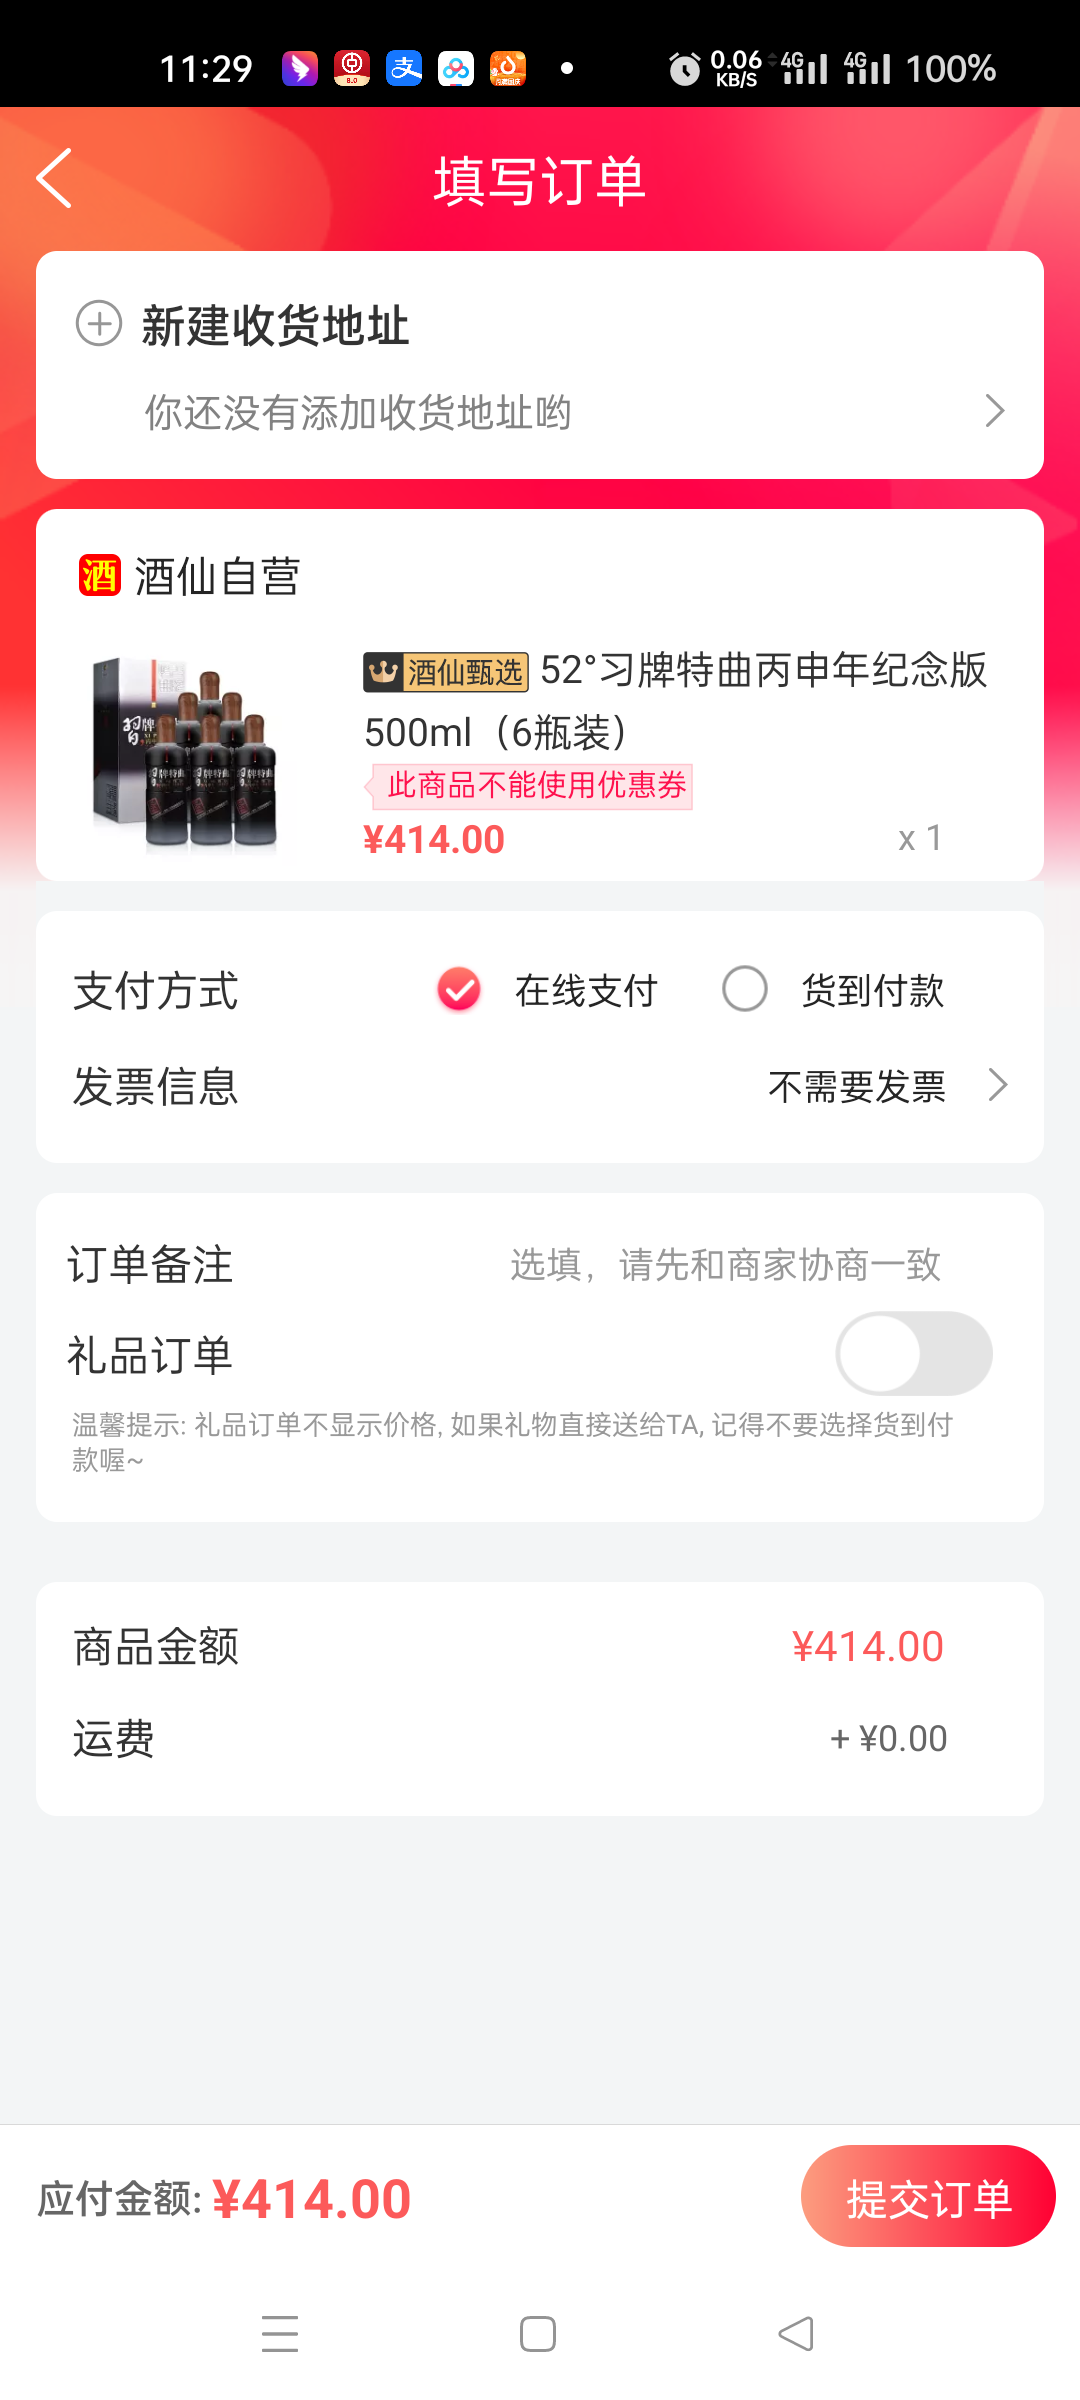 11:29
0.06 KB/S
4G
4G
100%
填写订单
新建收货地址
你还没有添加收货地址哟
酒 酒仙自营
酒仙甄选 52°习牌特曲丙申年纪念版
500ml（6瓶装）
此商品不能使用优惠券
¥414.00 x 1
支付方式 在线支付 货到付款
发票信息 不需要发票
订单备注 选填，请先和商家协商一致
礼品订单
温馨提示: 礼品订单不显示价格, 如果礼物直接送给TA, 记得不要选择货到付
款喔~
商品金额 ¥414.00
运费 + ¥0.00
应付金额: ¥414.00 提交订单